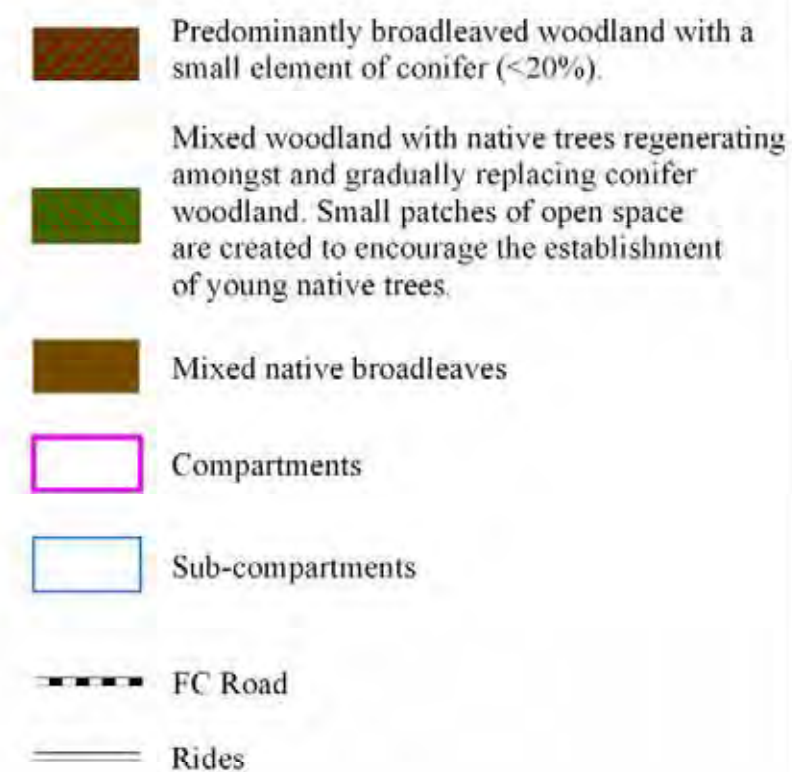 Predominantly broadleaved woodland with a
small element of conifer (<20%).
Mixed woodland with native trees regenerating
amongst and gradually replacing conifer
woodland. Small patches of open space
are created to encourage the establishment
of young native trees.
Mixed native broadleaves
Compartments
Sub-compartments
FC Road
Rides